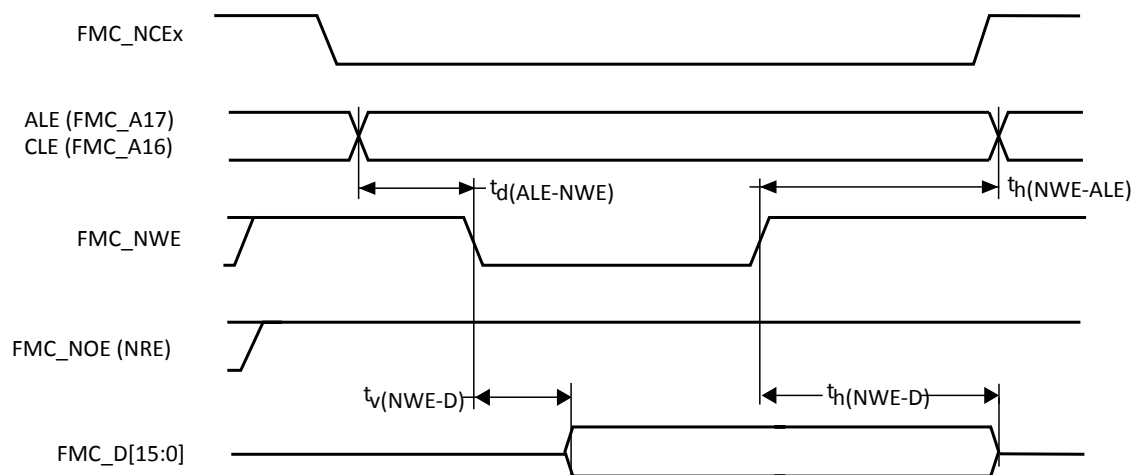 FMC_NCEx
ALE (FMC_A17)
CLE (FMC_A16)
td(ALE-NWE)
th(NWE-ALE)
FMC_NWE
FMC_NOE (NRE)
tv(NWE-D)
th(NWE-D)
FMC_D[15:0]